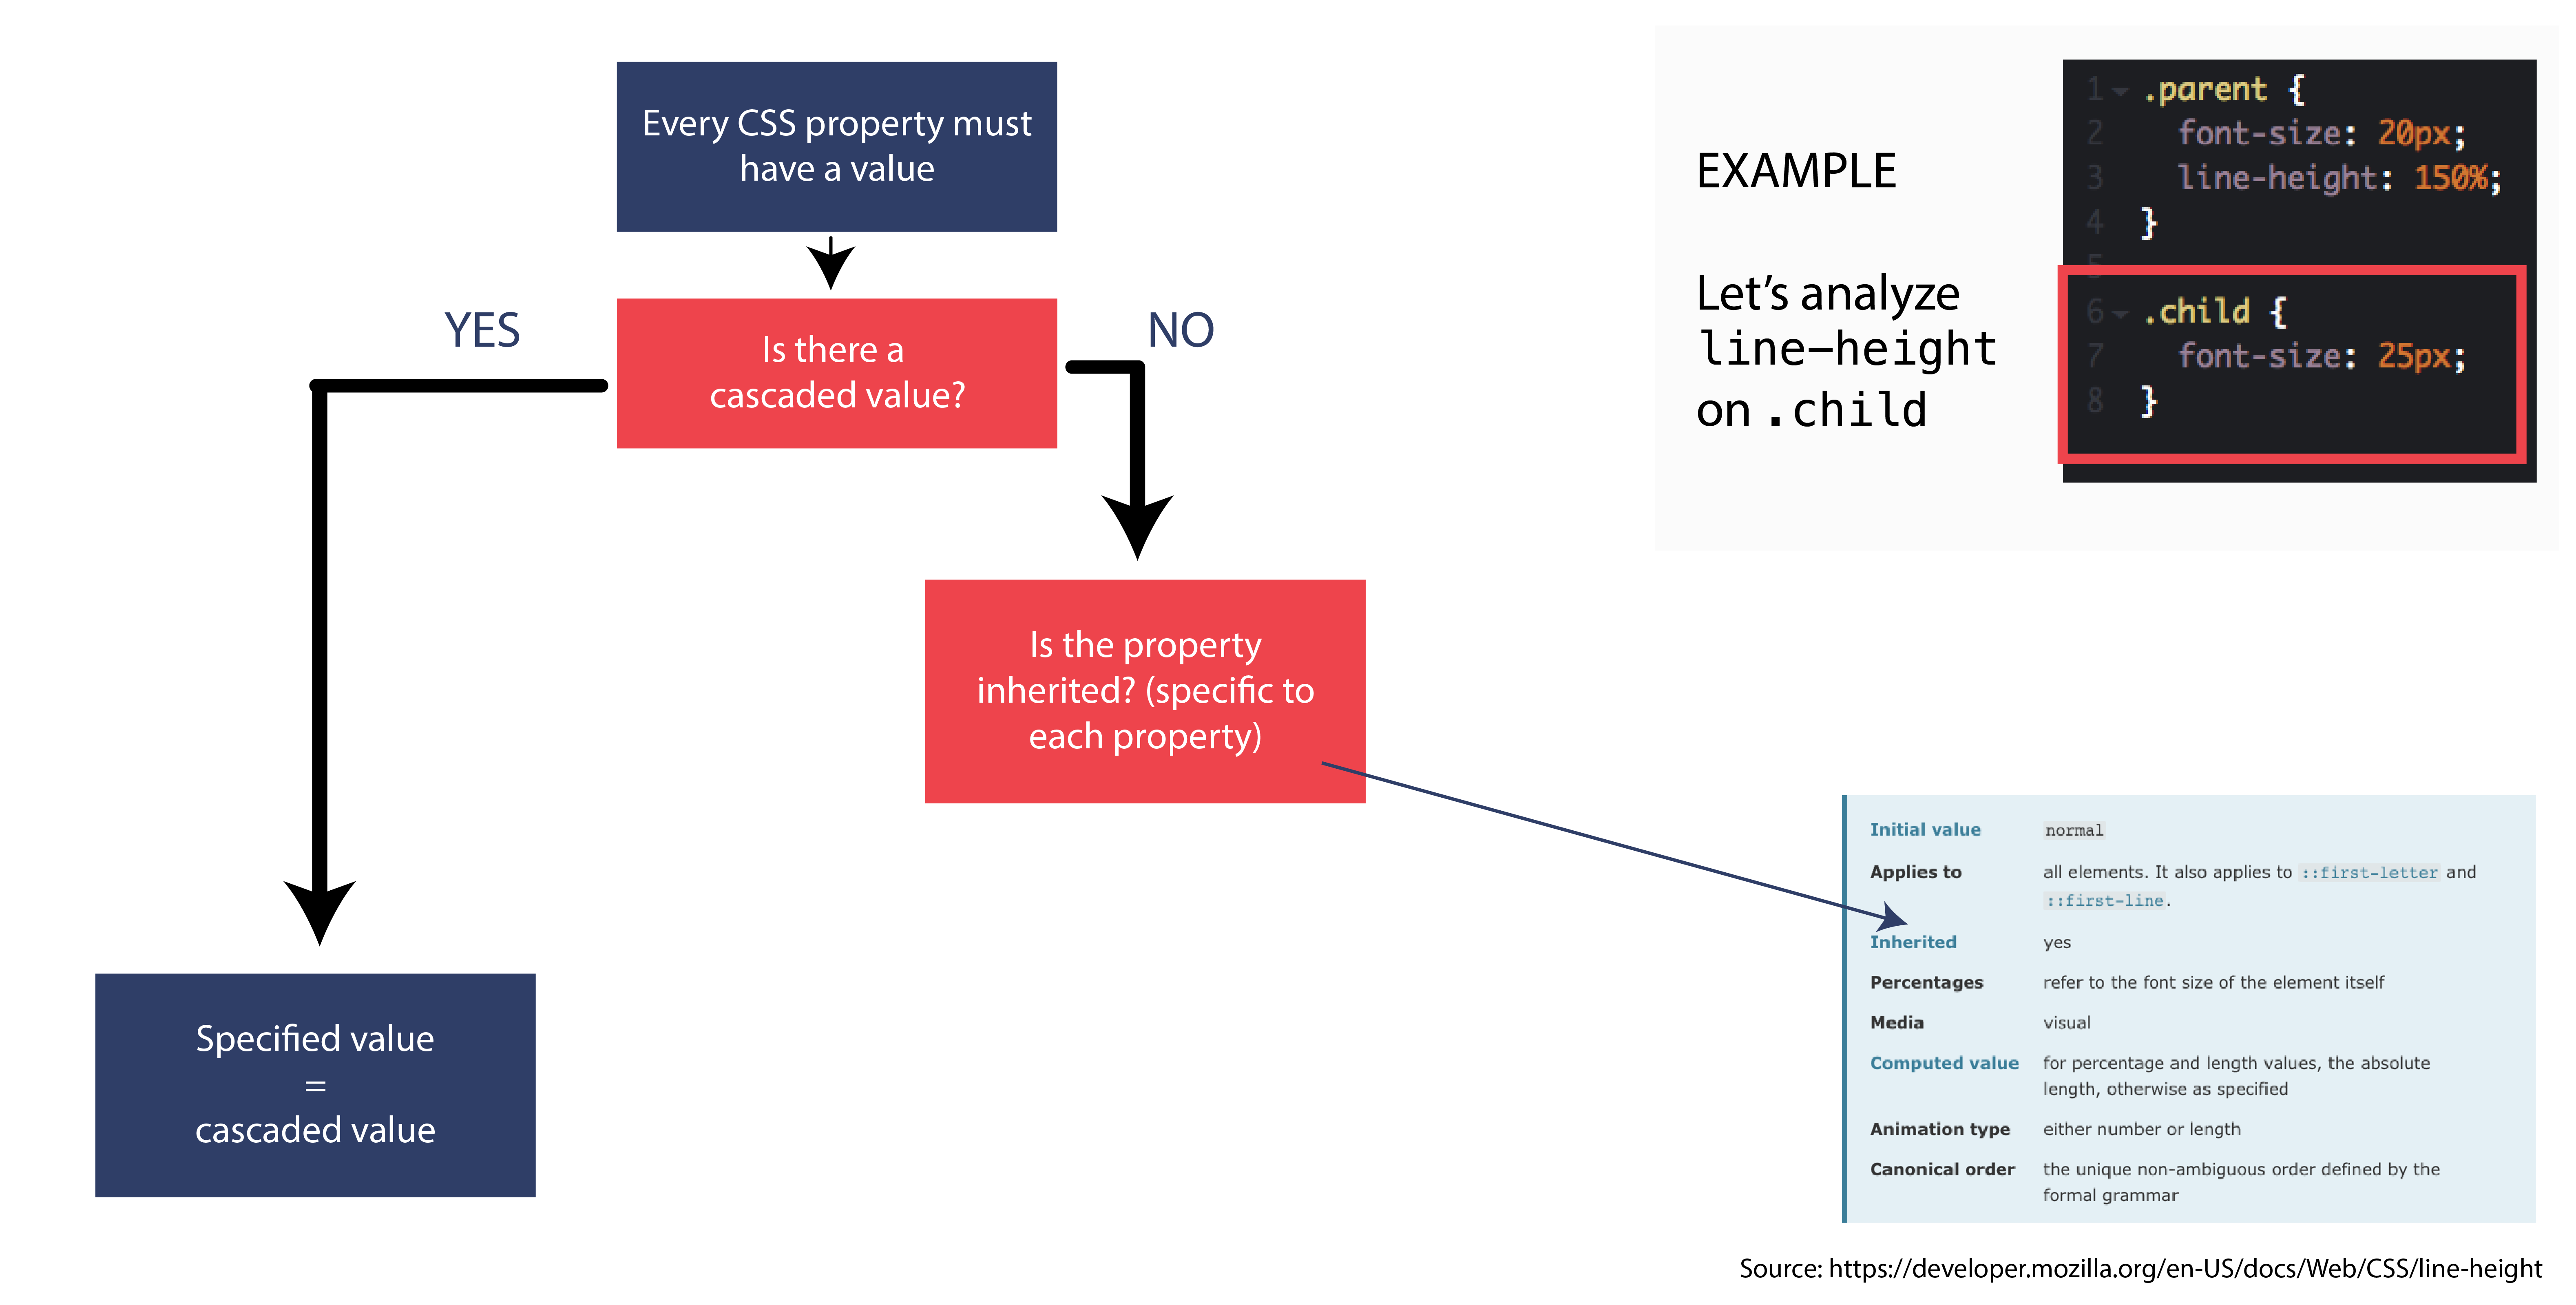 Every CSS property must
have a value
YES
Is there a
cascaded value?
NO
Is the property
inherited? (specific to
each property)
Specified value
=
cascaded value
EXAMPLE
Let’s analyze
line-height
on .child
1 .parent {
2 font-size: 20px;
3 line-height: 150%;
4 }
5
6 .child {
7 font-size: 25px;
8 }
Initial value normal
Applies to all elements. It also applies to ::first-letter and
::first-line.
Inherited yes
Percentages refer to the font size of the element itself
Media visual
Computed value for percentage and length values, the absolute
length, otherwise as specified
Animation type either number or length
Canonical order the unique non-ambiguous order defined by the
formal grammar
Source: https://developer.mozilla.org/en-US/docs/Web/CSS/line-height